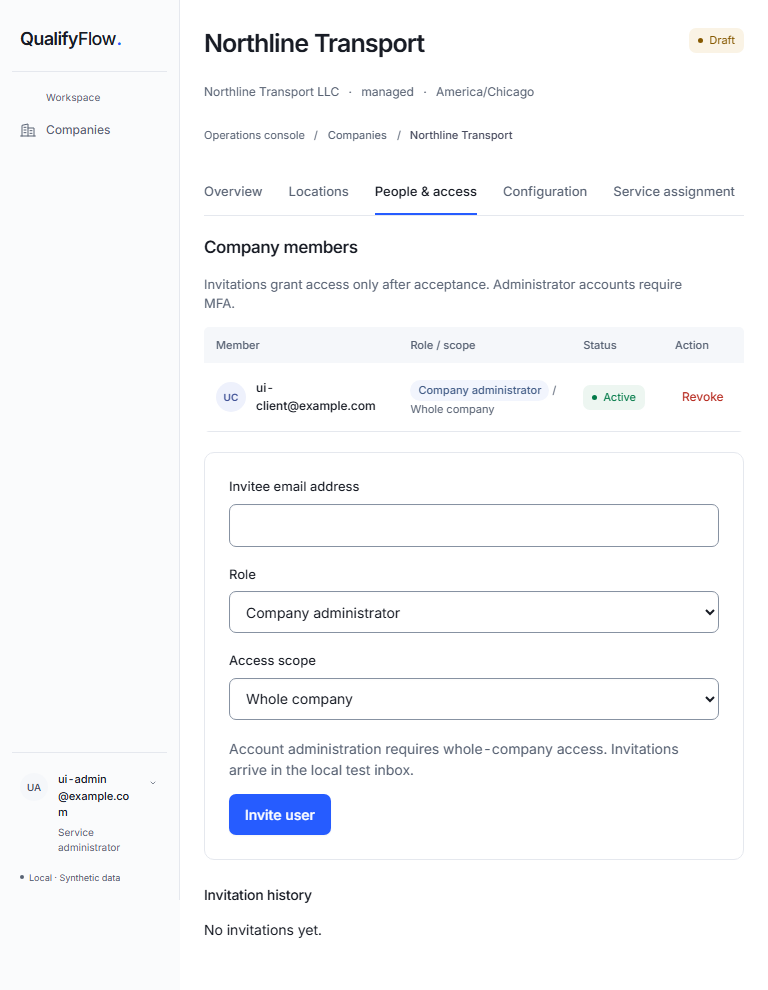 QualifyFlow.
Workspace
Companies
ui-admin
@example.co
m
UA
Service
administrator
Local · Synthetic data
Northline Transport
Draft
Northline Transport LLC · managed · America/Chicago
Operations console / Companies / Northline Transport
Overview Locations People & access Configuration Service assignment
Company members
Invitations grant access only after acceptance. Administrator accounts require
MFA.
Member Role / scope Status Action
UC
ui-
client@example.com
Company administrator /
Whole company
Active
Revoke
Invitee email address
Role
Company administrator
Access scope
Whole company
Account administration requires whole-company access. Invitations
arrive in the local test inbox.
Invite user
Invitation history
No invitations yet.